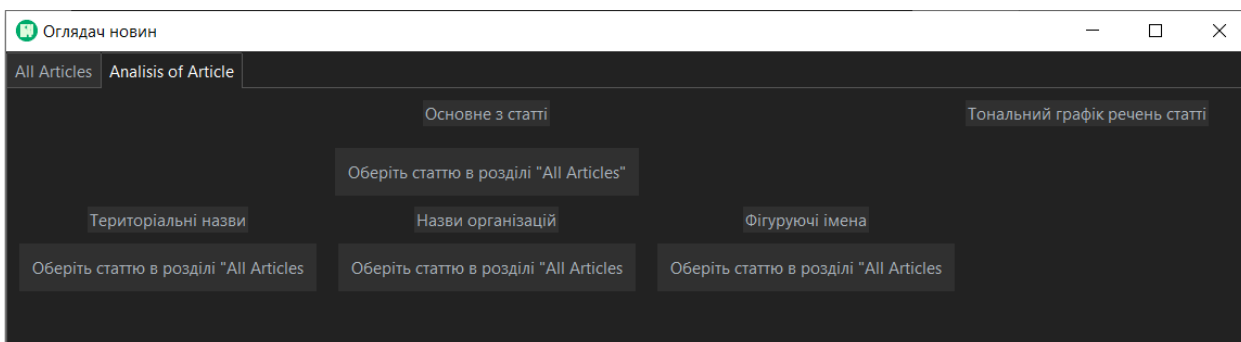 Оглядач новин
All Articles Analisis of Article
Основне з статті
Тональний графік речень статті
Оберіть статтю в розділі "All Articles"
Територіальні назви
Назви організацій
Фігуруючі імена
Оберіть статтю в розділі "All Articles
Оберіть статтю в розділі "All Articles
Оберіть статтю в розділі "All Articles